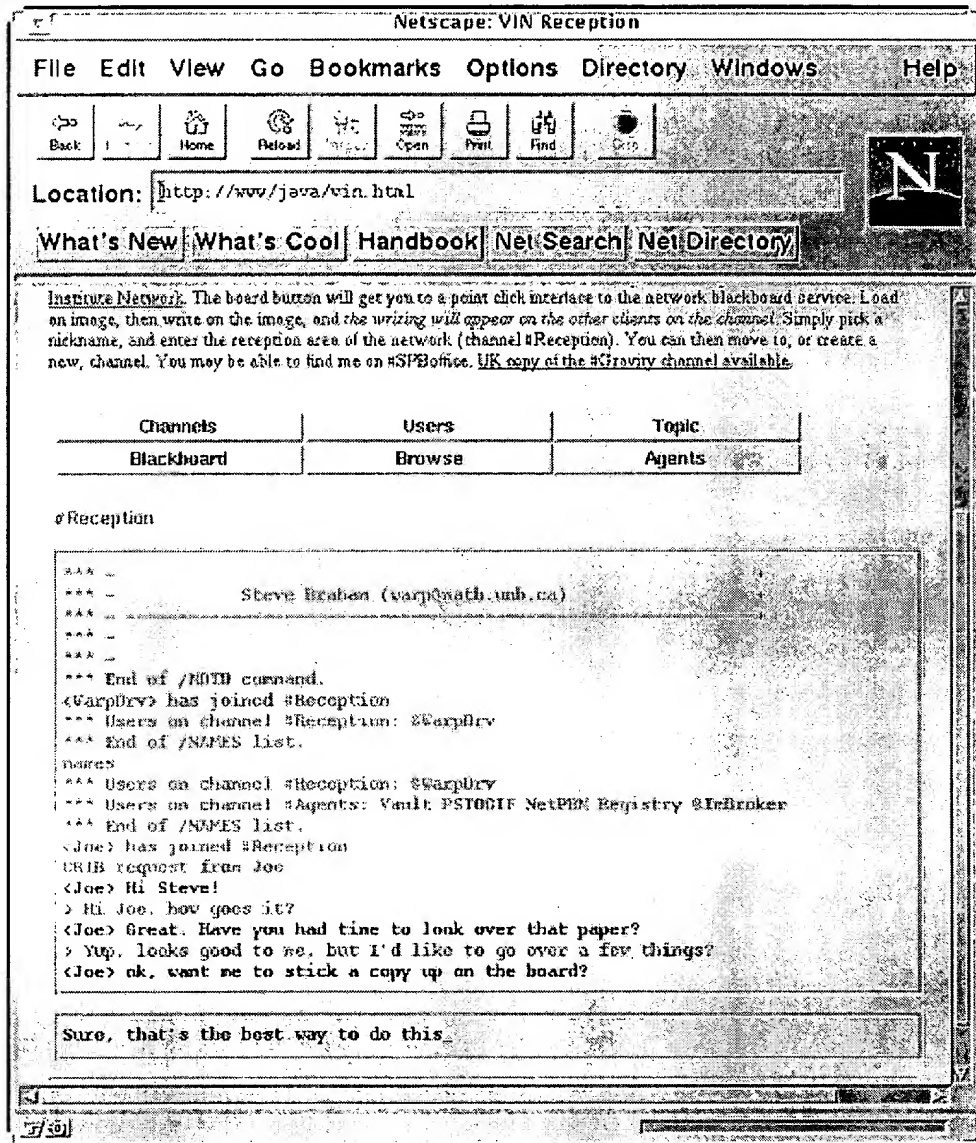 Netscape: VIN Reception
File Edit View Go Bookmarks Options Directory Windows Help
Back Home Reload Images Open Print Find Stop
Location: http://www/java/vin.html
N
What's New What's Cool Handbook Net Search Net Directory
Institute Network. The board button will get you to a point click interface to the network blackboard service. Load
an image, then write on the image, and the writing will appear on the other clients on the channel. Simply pick a
nickname, and enter the reception area of the network (channel #Reception). You can then move to, or create a
new, channel. You may be able to find me on #SPBoffice. UK copy of the #Gravity channel available.
Channels Users Topic
Blackboard Browse Agents
#Reception
*** -
*** - Steve Braham (warp@math.unb.ca)
*** -
*** -
*** -
*** End of /MOTD command.
<WarpDrv> has joined #Reception
*** Users on channel #Reception: @WarpDrv
*** End of /NAMES list.
names
*** Users on channel #Reception: @WarpDrv
*** Users on channel #Agents: Vault PSTOGIF NetPBM Registry @ImBroker
*** End of /NAMES list.
<Joe> has joined #Reception
CRIB request from Joe
<Joe> Hi Steve!
> Hi Joe, how goes it?
<Joe> Great. Have you had time to look over that paper?
> Yup, looks good to me, but I'd like to go over a few things?
<Joe> ok, want me to stick a copy up on the board?
Sure, that's the best way to do this_